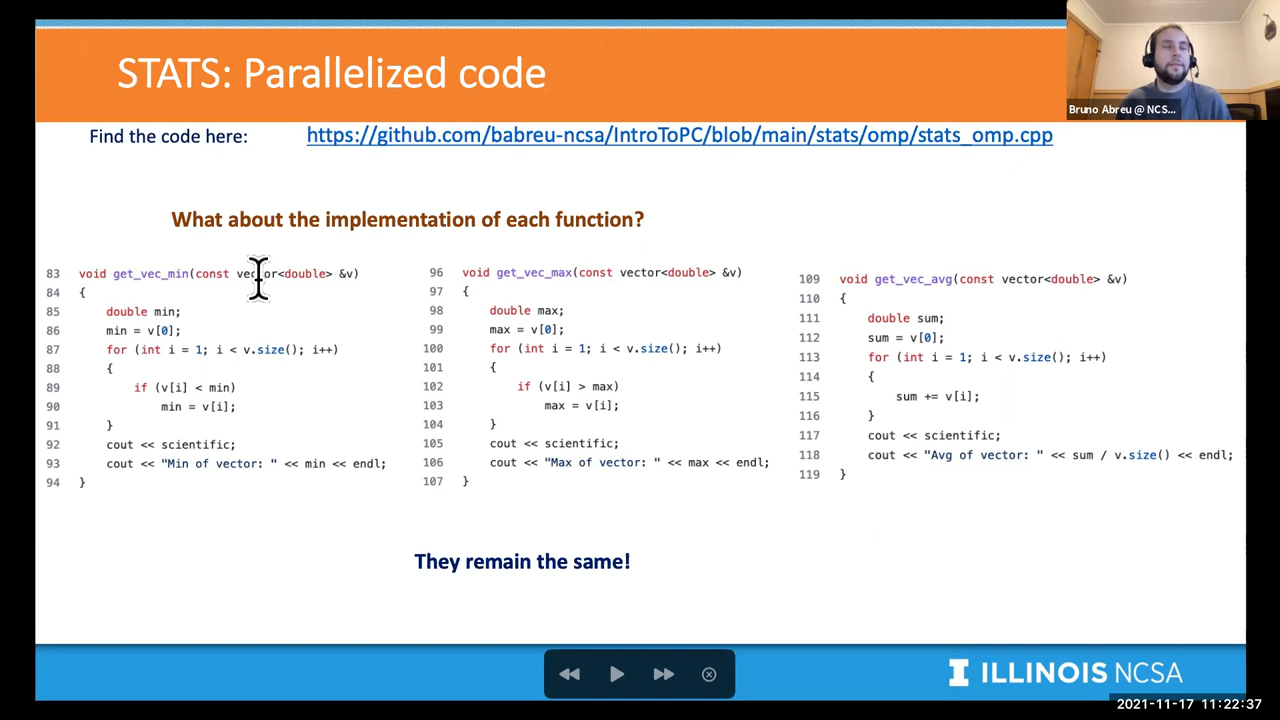 STATS: Parallelized code
Bruno Abreu @ NCS...
Find the code here: https://github.com/babreu-ncsa/IntroToPC/blob/main/stats/omp/stats_omp.cpp
What about the implementation of each function?
83 void get_vec_min(const vector<double> &v)
84 {
85 double min;
86 min = v[0];
87 for (int i = 1; i < v.size(); i++)
88 {
89 if (v[i] < min)
90 min = v[i];
91 }
92 cout << scientific;
93 cout << "Min of vector: " << min << endl;
94 }
96 void get_vec_max(const vector<double> &v)
97 {
98 double max;
99 max = v[0];
100 for (int i = 1; i < v.size(); i++)
101 {
102 if (v[i] > max)
103 max = v[i];
104 }
105 cout << scientific;
106 cout << "Max of vector: " << max << endl;
107 }
109 void get_vec_avg(const vector<double> &v)
110 {
111 double sum;
112 sum = v[0];
113 for (int i = 1; i < v.size(); i++)
114 {
115 sum += v[i];
116 }
117 cout << scientific;
118 cout << "Avg of vector: " << sum / v.size() << endl;
119 }
They remain the same!
I ILLINOIS NCSA
2021-11-17 11:22:37